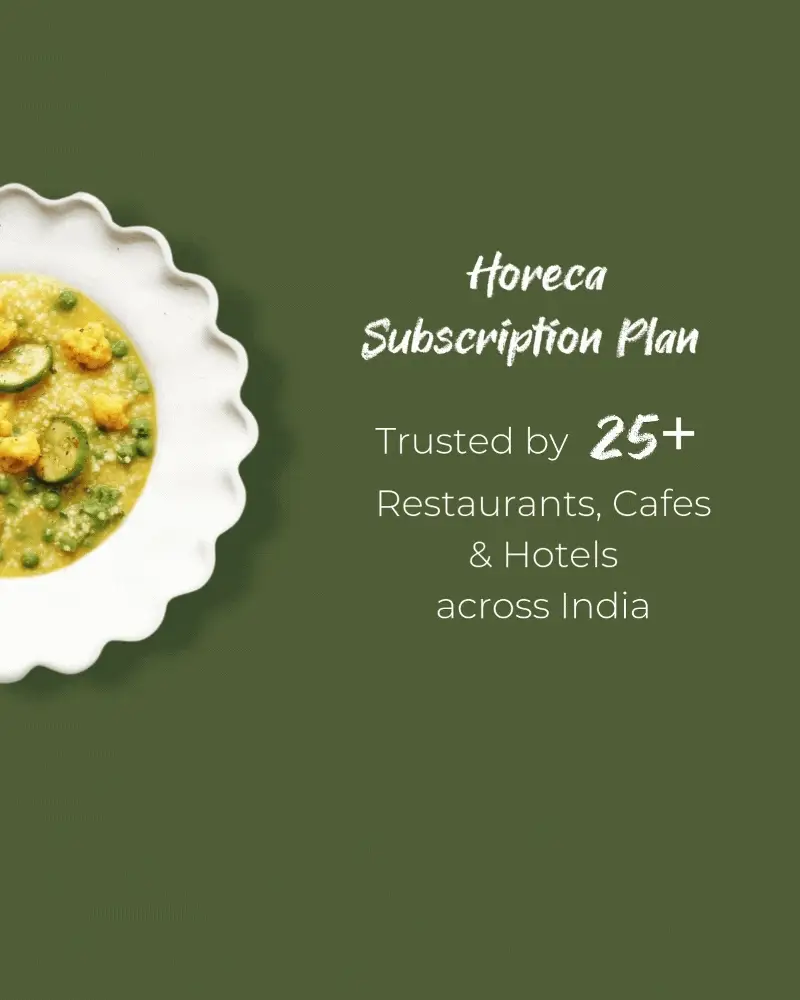 Horeca
Subscription Plan
Trusted by 25+
Restaurants, Cafes
& Hotels
across India